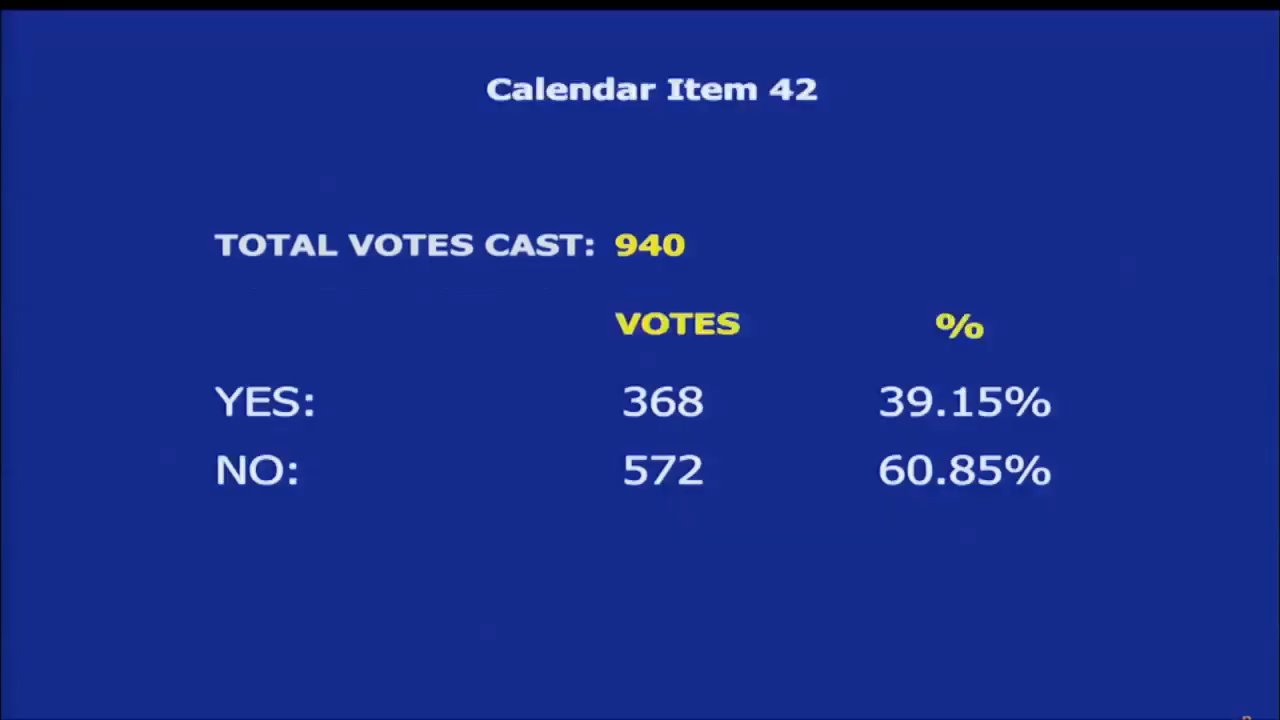 Calendar Item 42
TOTAL VOTES CAST: 940
VOTES %
YES: 368 39.15%
NO: 572 60.85%